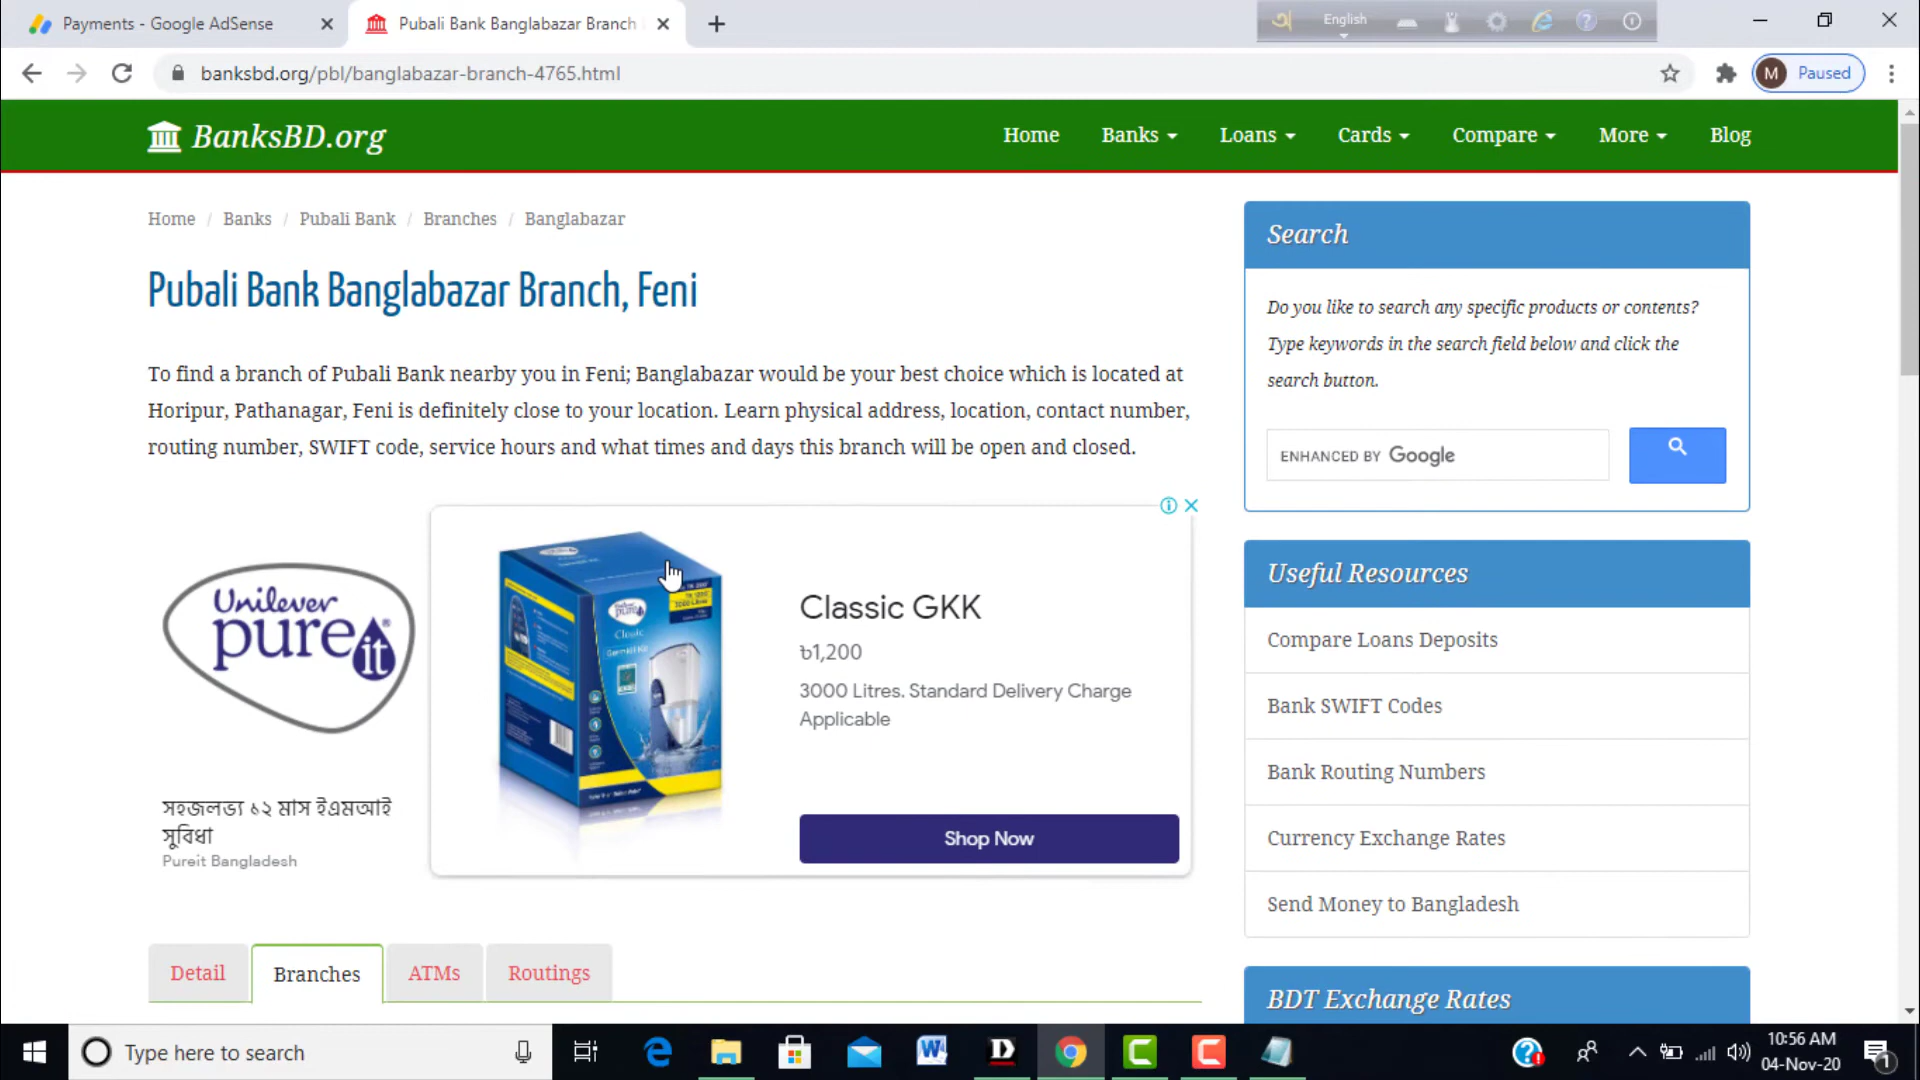 Payments - Google AdSense
Pubali Bank Banglabazar Branch
English
banksbd.org/pbl/banglabazar-branch-4765.html
M Paused
BanksBD.org
Home Banks Loans Cards Compare More Blog
Home / Banks / Pubali Bank / Branches / Banglabazar
Pubali Bank Banglabazar Branch, Feni
To find a branch of Pubali Bank nearby you in Feni; Banglabazar would be your best choice which is located at
Horipur, Pathanagar, Feni is definitely close to your location. Learn physical address, location, contact number,
routing number, SWIFT code, service hours and what times and days this branch will be open and closed.
Search
Do you like to search any specific products or contents?
Type keywords in the search field below and click the
search button.
ENHANCED BY Google
Unilever
pureit
সহজলভ্য ১২ মাস ইএমআই
সুবিধা
Pureit Bangladesh
Unilever
pureit
Classic
Classic GKK
৳1,200
3000 Litres. Standard Delivery Charge
Applicable
Shop Now
Useful Resources
Compare Loans Deposits
Bank SWIFT Codes
Bank Routing Numbers
Currency Exchange Rates
Send Money to Bangladesh
BDT Exchange Rates
Detail Branches ATMs Routings
Type here to search
10:56 AM
04-Nov-20
1